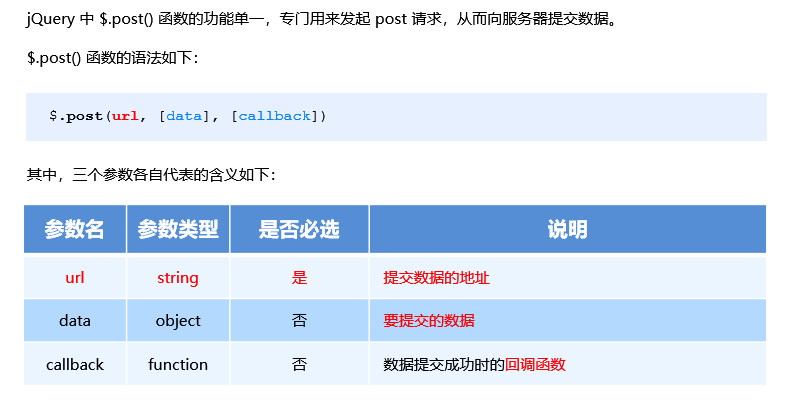 jQuery 中 $.post() 函数的功能单一，专门用来发起 post 请求，从而向服务器提交数据。
$.post() 函数的语法如下：
$.post(url, [data], [callback])
其中，三个参数各自代表的含义如下：
参数名 参数类型 是否必选 说明
url string 是 提交数据的地址
data object 否 要提交的数据
callback function 否 数据提交成功时的回调函数